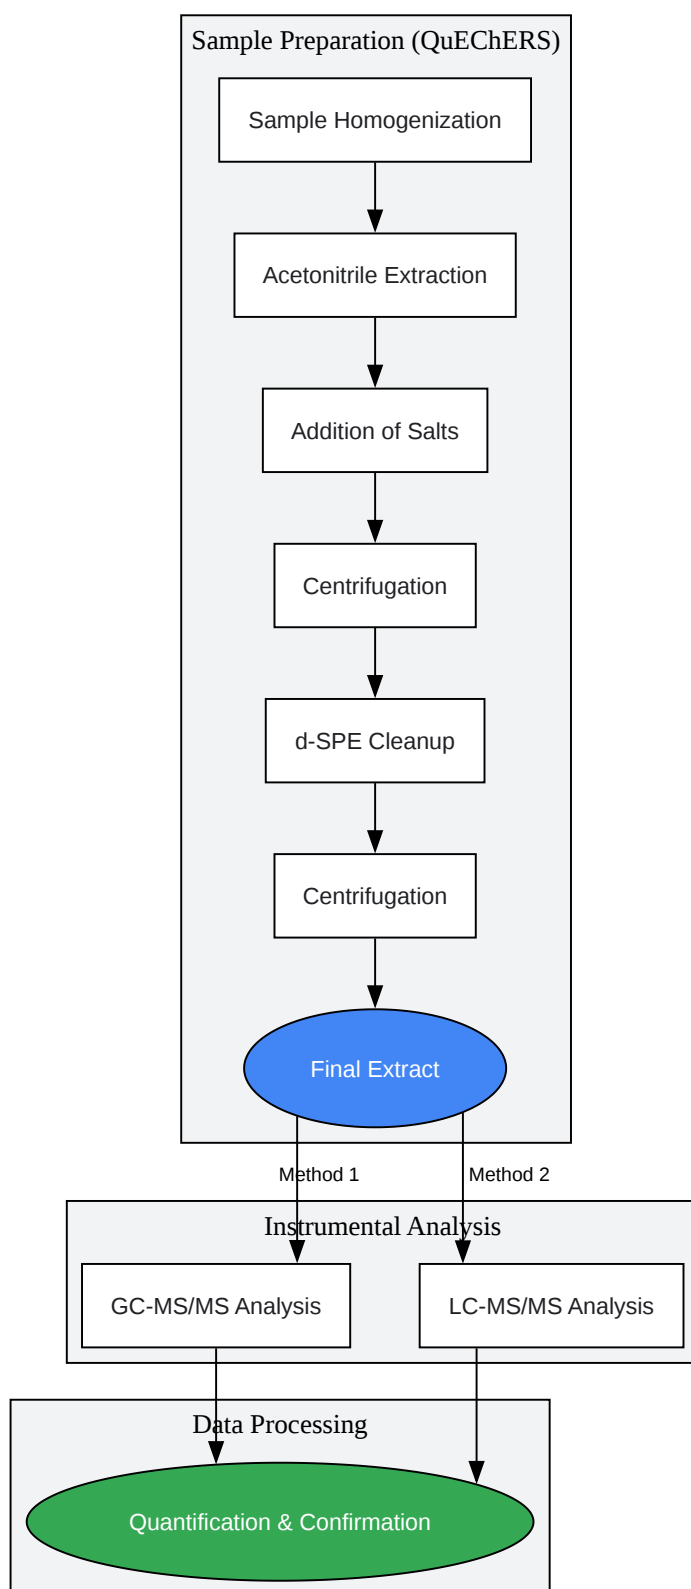 Sample Preparation (QuEChERS)
Sample Homogenization
Acetonitrile Extraction
Addition of Salts
Centrifugation
d-SPE Cleanup
Centrifugation
Final Extract
Method 1
Method 2
Instrumental Analysis
GC-MS/MS Analysis
LC-MS/MS Analysis
Data Processing
Quantification & Confirmation